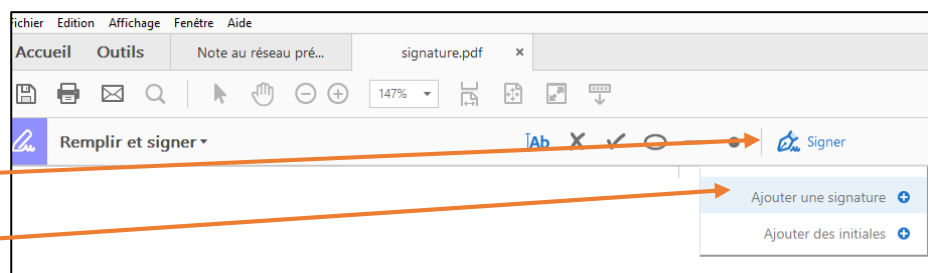 ichier Edition Affichage Fenêtre Aide
Accueil Outils Note au réseau pré... signature.pdf ×
147%
Remplir et signer Ab Signer
Ajouter une signature
Ajouter des initiales